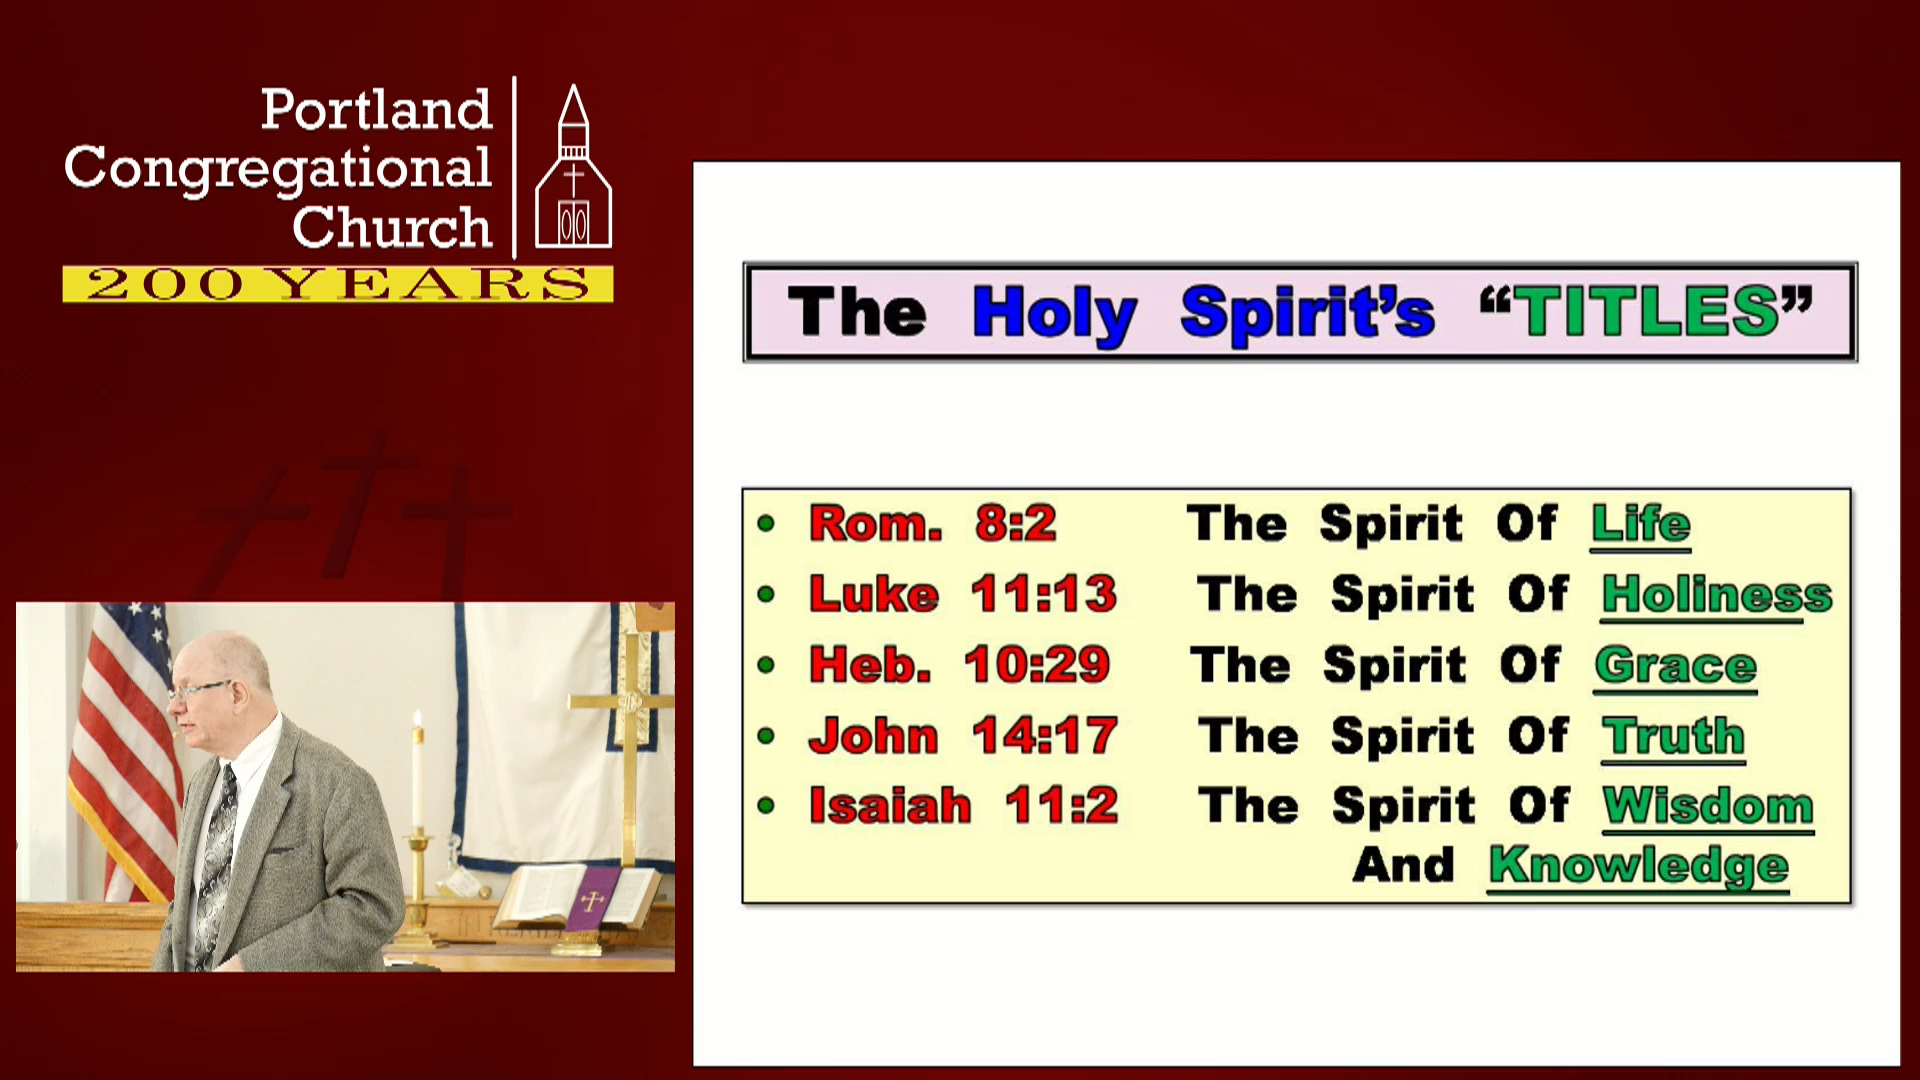 Portland
Congregational
Church
200 YEARS
The Holy Spirit’s “TITLES”
• Rom. 8:2 The Spirit Of Life
• Luke 11:13 The Spirit Of Holiness
• Heb. 10:29 The Spirit Of Grace
• John 14:17 The Spirit Of Truth
• Isaiah 11:2 The Spirit Of Wisdom
And Knowledge